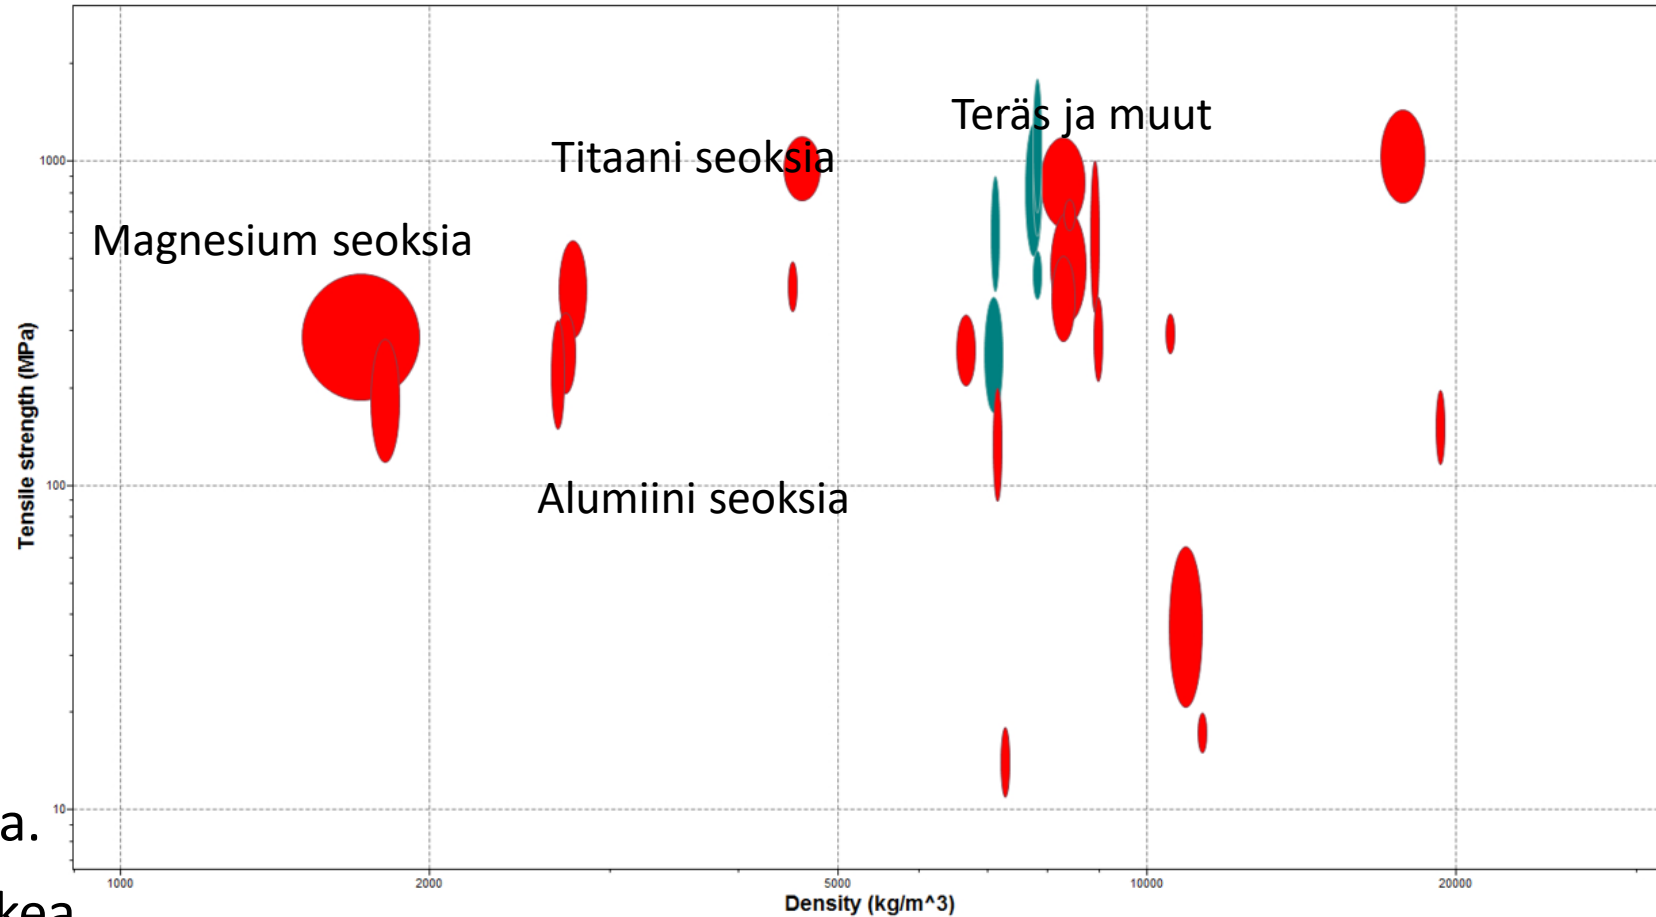 Teräs ja muut
Titaani seoksia
Magnesium seoksia
Alumiini seoksia
Tensile strength (MPa)
1000
100
10
a.
kea
1000
2000
5000
10000
20000
Density (kg/m^3)